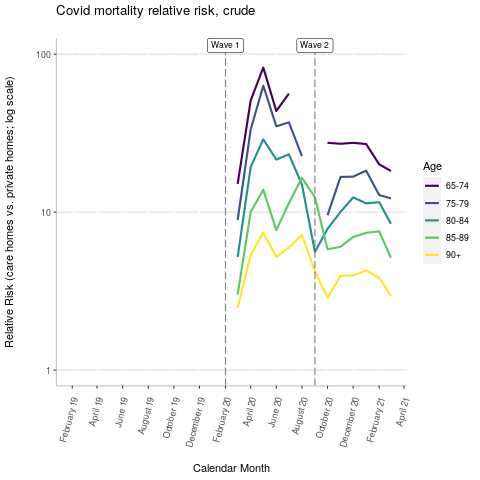 Covid mortality relative risk, crude
Relative Risk (care homes vs. private homes; log scale)
100
10
1
Wave 1
Wave 2
February 19
April 19
June 19
August 19
October 19
December 19
February 20
April 20
June 20
August 20
October 20
December 20
February 21
April 21
Calendar Month
Age
65-74
75-79
80-84
85-89
90+